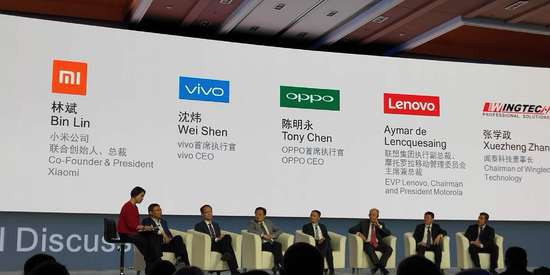 mi
林斌
Bin Lin
小米公司
联合创始人、总裁
Co-Founder & President
Xiaomi
vivo
沈炜
Wei Shen
vivo首席执行官
vivo CEO
oppo
陈明永
Tony Chen
OPPO首席执行官
OPPO CEO
Lenovo
Aymar de
Lencquesaing
联想集团执行副总裁、
摩托罗拉移动管理委员会
主席兼总裁
EVP Lenovo, Chairman
and President Motorola
WINGTECH
PROFESSIONAL SOLUTIONS
张学政
Xuezheng Zhan
闻泰科技董事长
Chairman of Wingtec
Technology
l Discuss